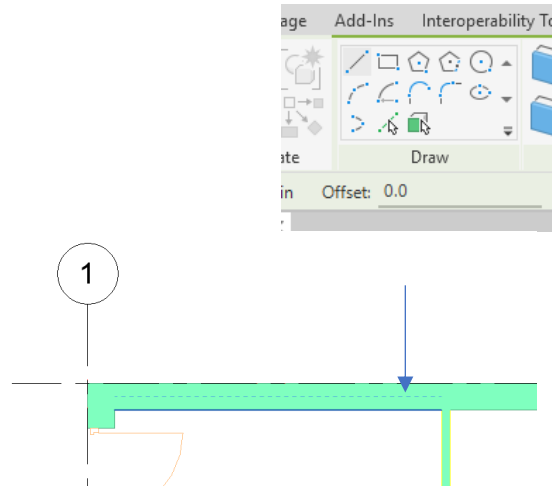 age Add-Ins Interoperability To
ate Draw
in Offset: 0.0
1